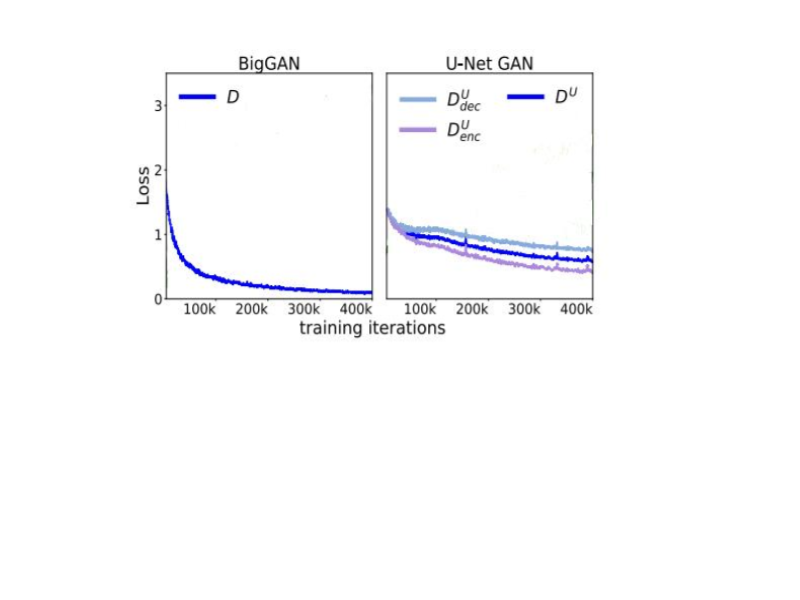 BigGAN
U-Net GAN
D
D^U_dec
D^U
D^U_enc
Loss
3
2
1
0
100k 200k 300k 400k
100k 200k 300k 400k
training iterations